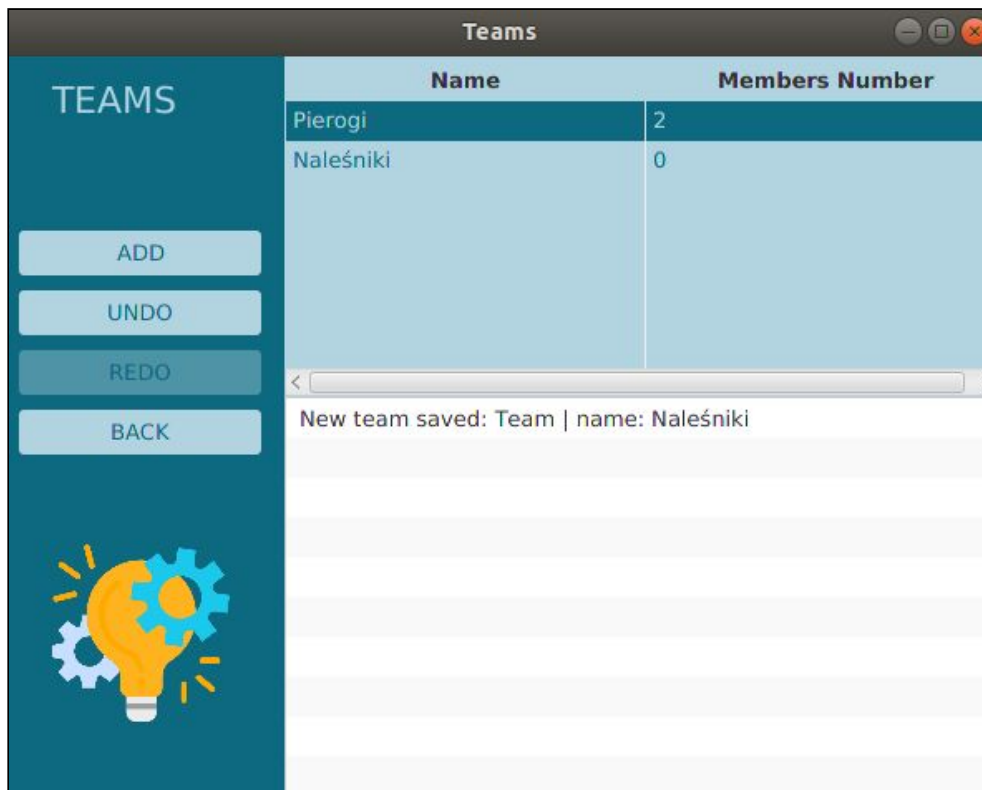 Teams
TEAMS
ADD
UNDO
REDO
BACK
Name Members Number
Pierogi 2
Naleśniki 0
New team saved: Team | name: Naleśniki